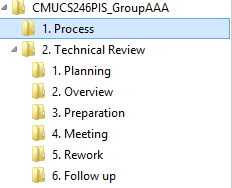 CMUCS246PIS_GroupAAA
1. Process
2. Technical Review
1. Planning
2. Overview
3. Preparation
4. Meeting
5. Rework
6. Follow up